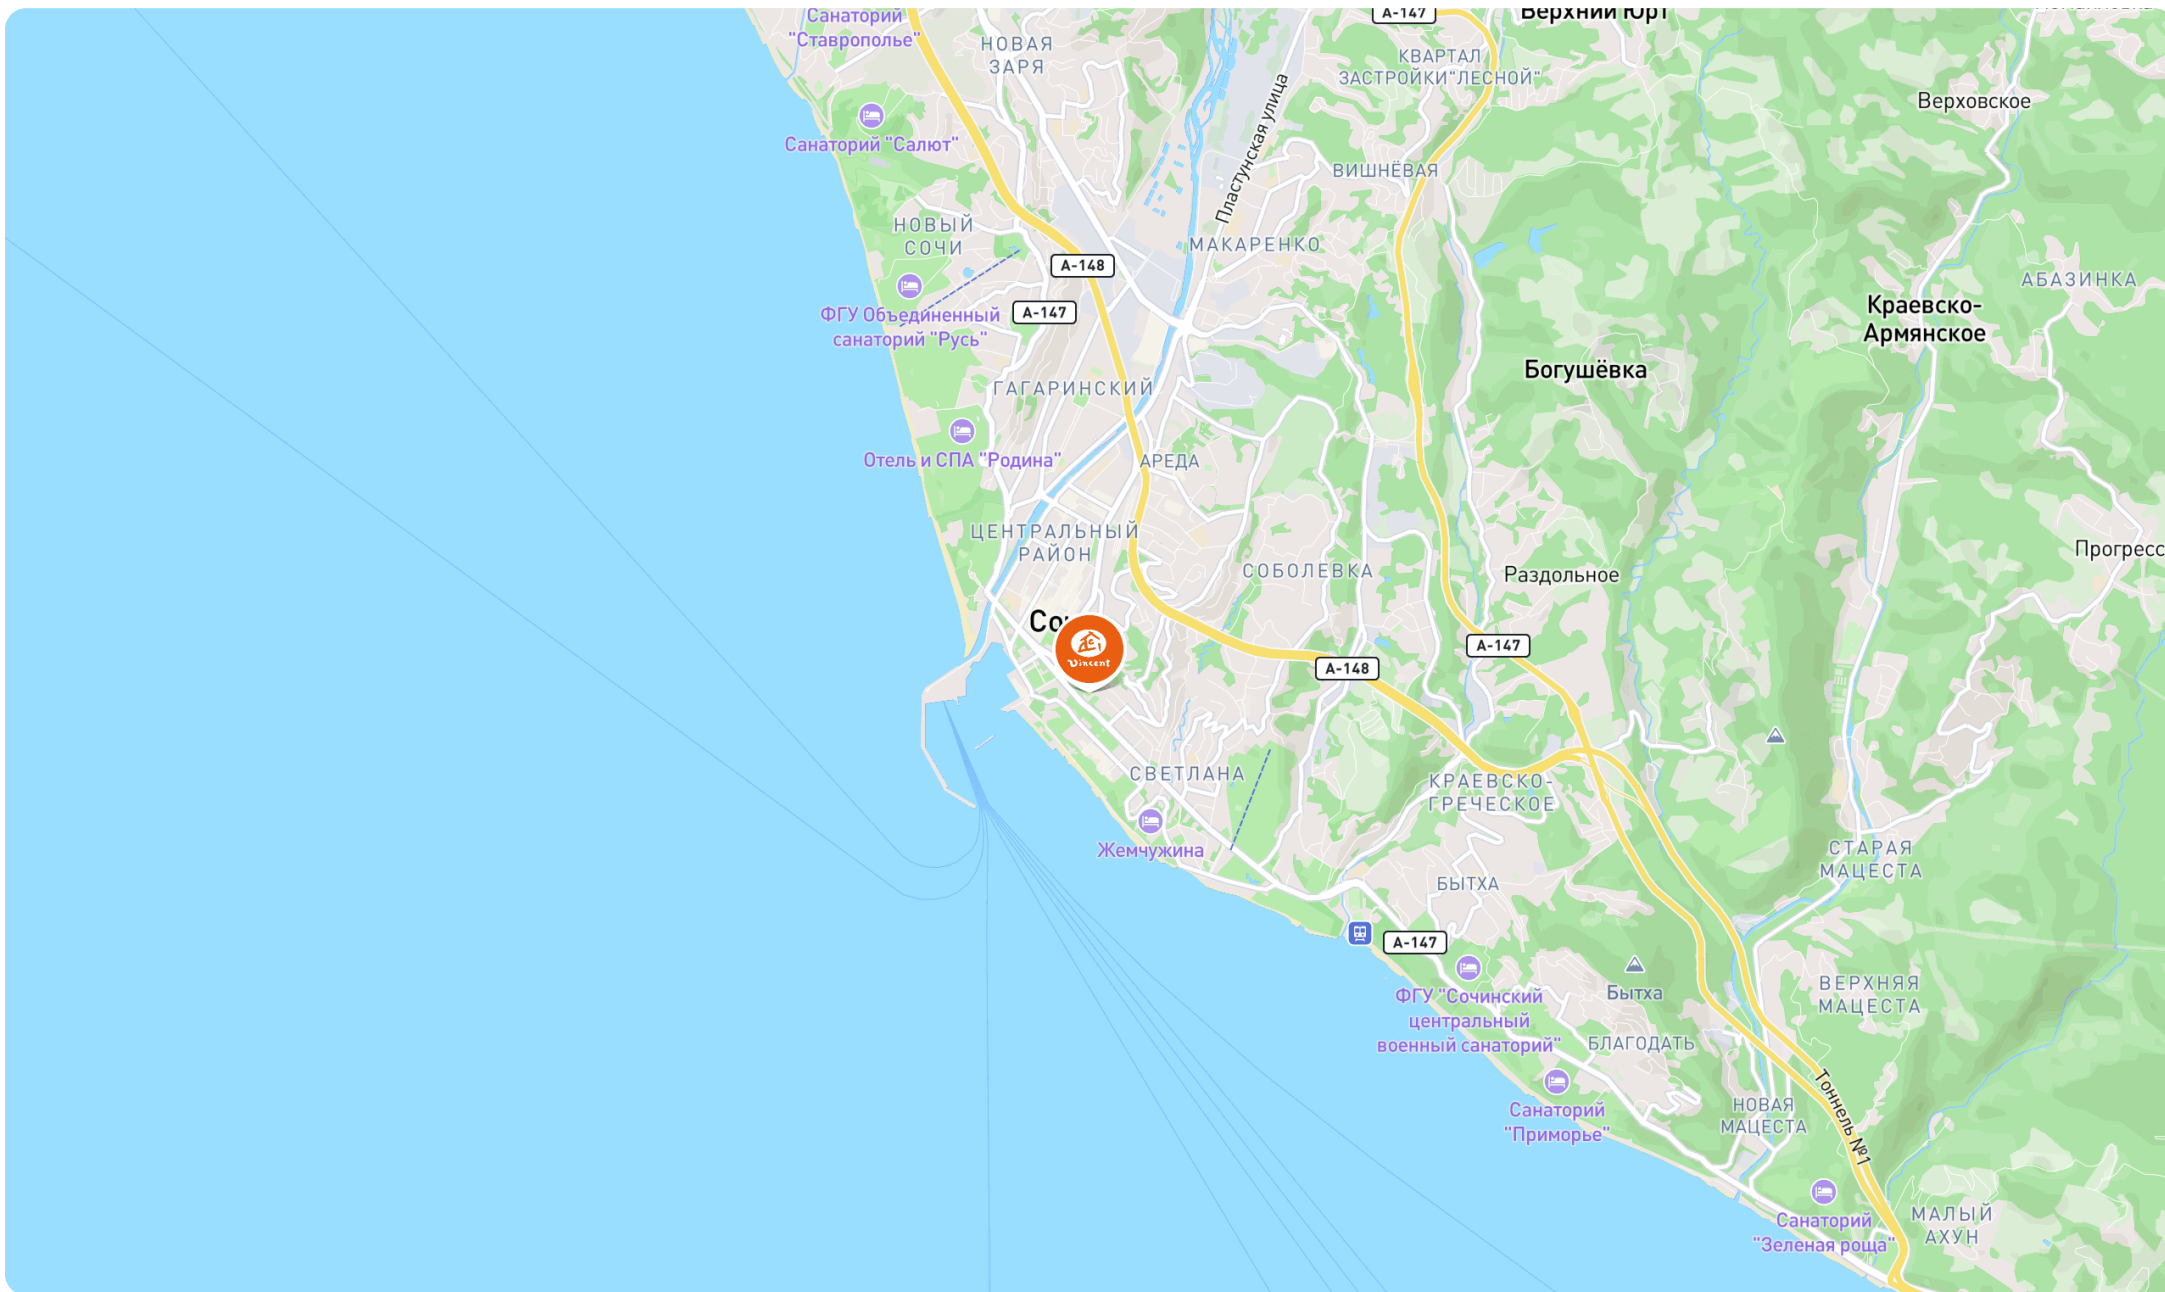 Санаторий
"Ставрополье"
НОВАЯ
ЗАРЯ
А-147
Верхний Юрт
КВАРТАЛ
ЗАСТРОЙКИ"ЛЕСНОЙ"
Верховское
Пластунская улица
Санаторий "Салют"
ВИШНЁВАЯ
НОВЫЙ
СОЧИ
МАКАРЕНКО
А-148
АБАЗИНКА
А-147
ФГУ Объединенный
санаторий "Русь"
Краевско-
Армянское
Богушёвка
ГАГАРИНСКИЙ
Отель и СПА "Родина"
АРЕДА
ЦЕНТРАЛЬНЫЙ
РАЙОН
Прогресс
СОБОЛЕВКА
Раздольное
Со
Vincent
А-147
А-148
СВЕТЛАНА
КРАЕВСКО-
ГРЕЧЕСКОЕ
Жемчужина
СТАРАЯ
МАЦЕСТА
БЫТХА
А-147
ФГУ "Сочинский
центральный
военный санаторий"
Бытха
ВЕРХНЯЯ
МАЦЕСТА
БЛАГОДАТЬ
Санаторий
"Приморье"
НОВАЯ
МАЦЕСТА
Тоннель №1
Санаторий
"Зеленая роща"
МАЛЫЙ
АХУН